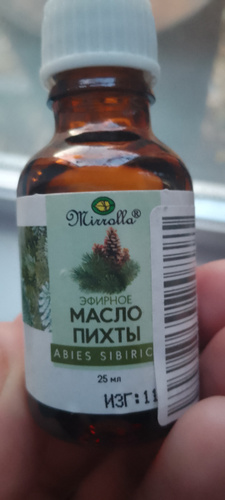 Mirrolla®
ЭФИРНОЕ
МАСЛО
ПИХТЫ
ABIES SIBIRIC
25 мл
ИЗГ:11